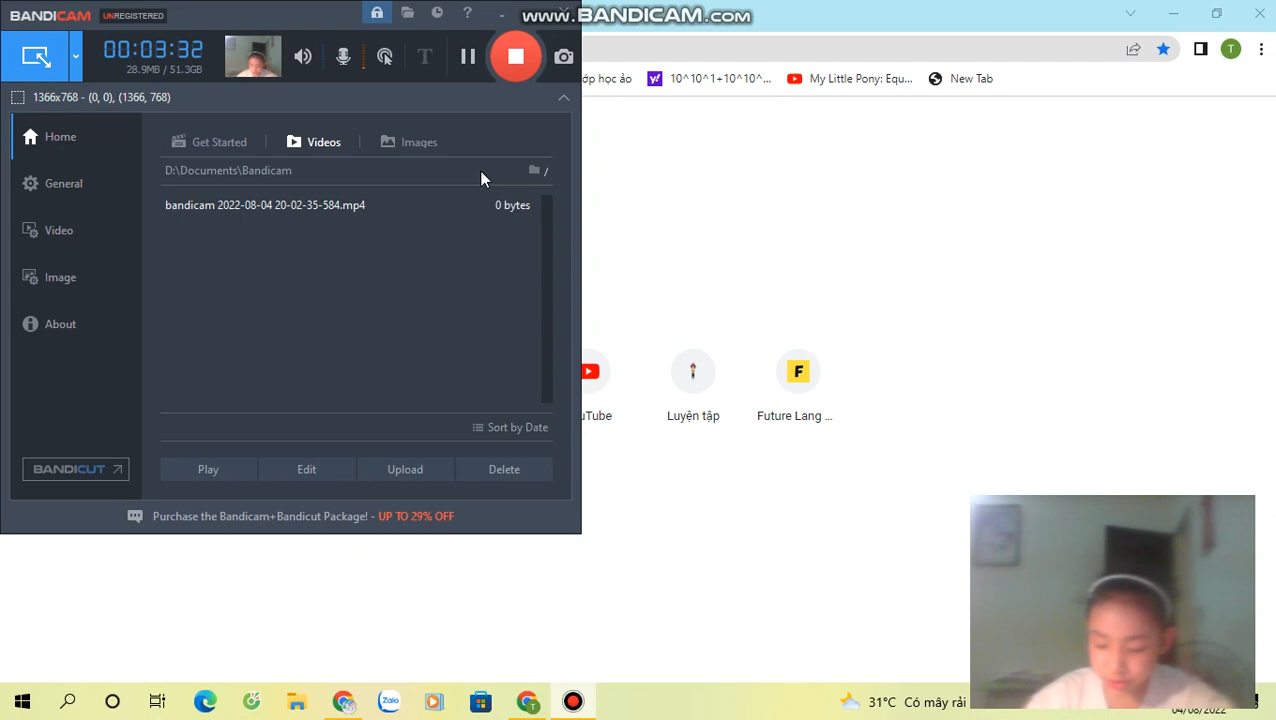 BANDICAM UNREGISTERED
www.BANDICAM.com
00:03:32
28.9MB / 51.3GB
T
T
ớp học ảo
10^10^1+10^10^...
My Little Pony: Equ...
New Tab
1366x768 - (0, 0), (1366, 768)
Home
Get Started
Videos
Images
D:\Documents\Bandicam
/
General
bandicam 2022-08-04 20-02-35-584.mp4
0 bytes
Video
Image
About
F
uTube
Luyện tập
Future Lang ...
Sort by Date
BANDICUT
Play
Edit
Upload
Delete
Purchase the Bandicam+Bandicut Package! - UP TO 29% OFF
Zalo
31°C Có mây rải
04/08/2022